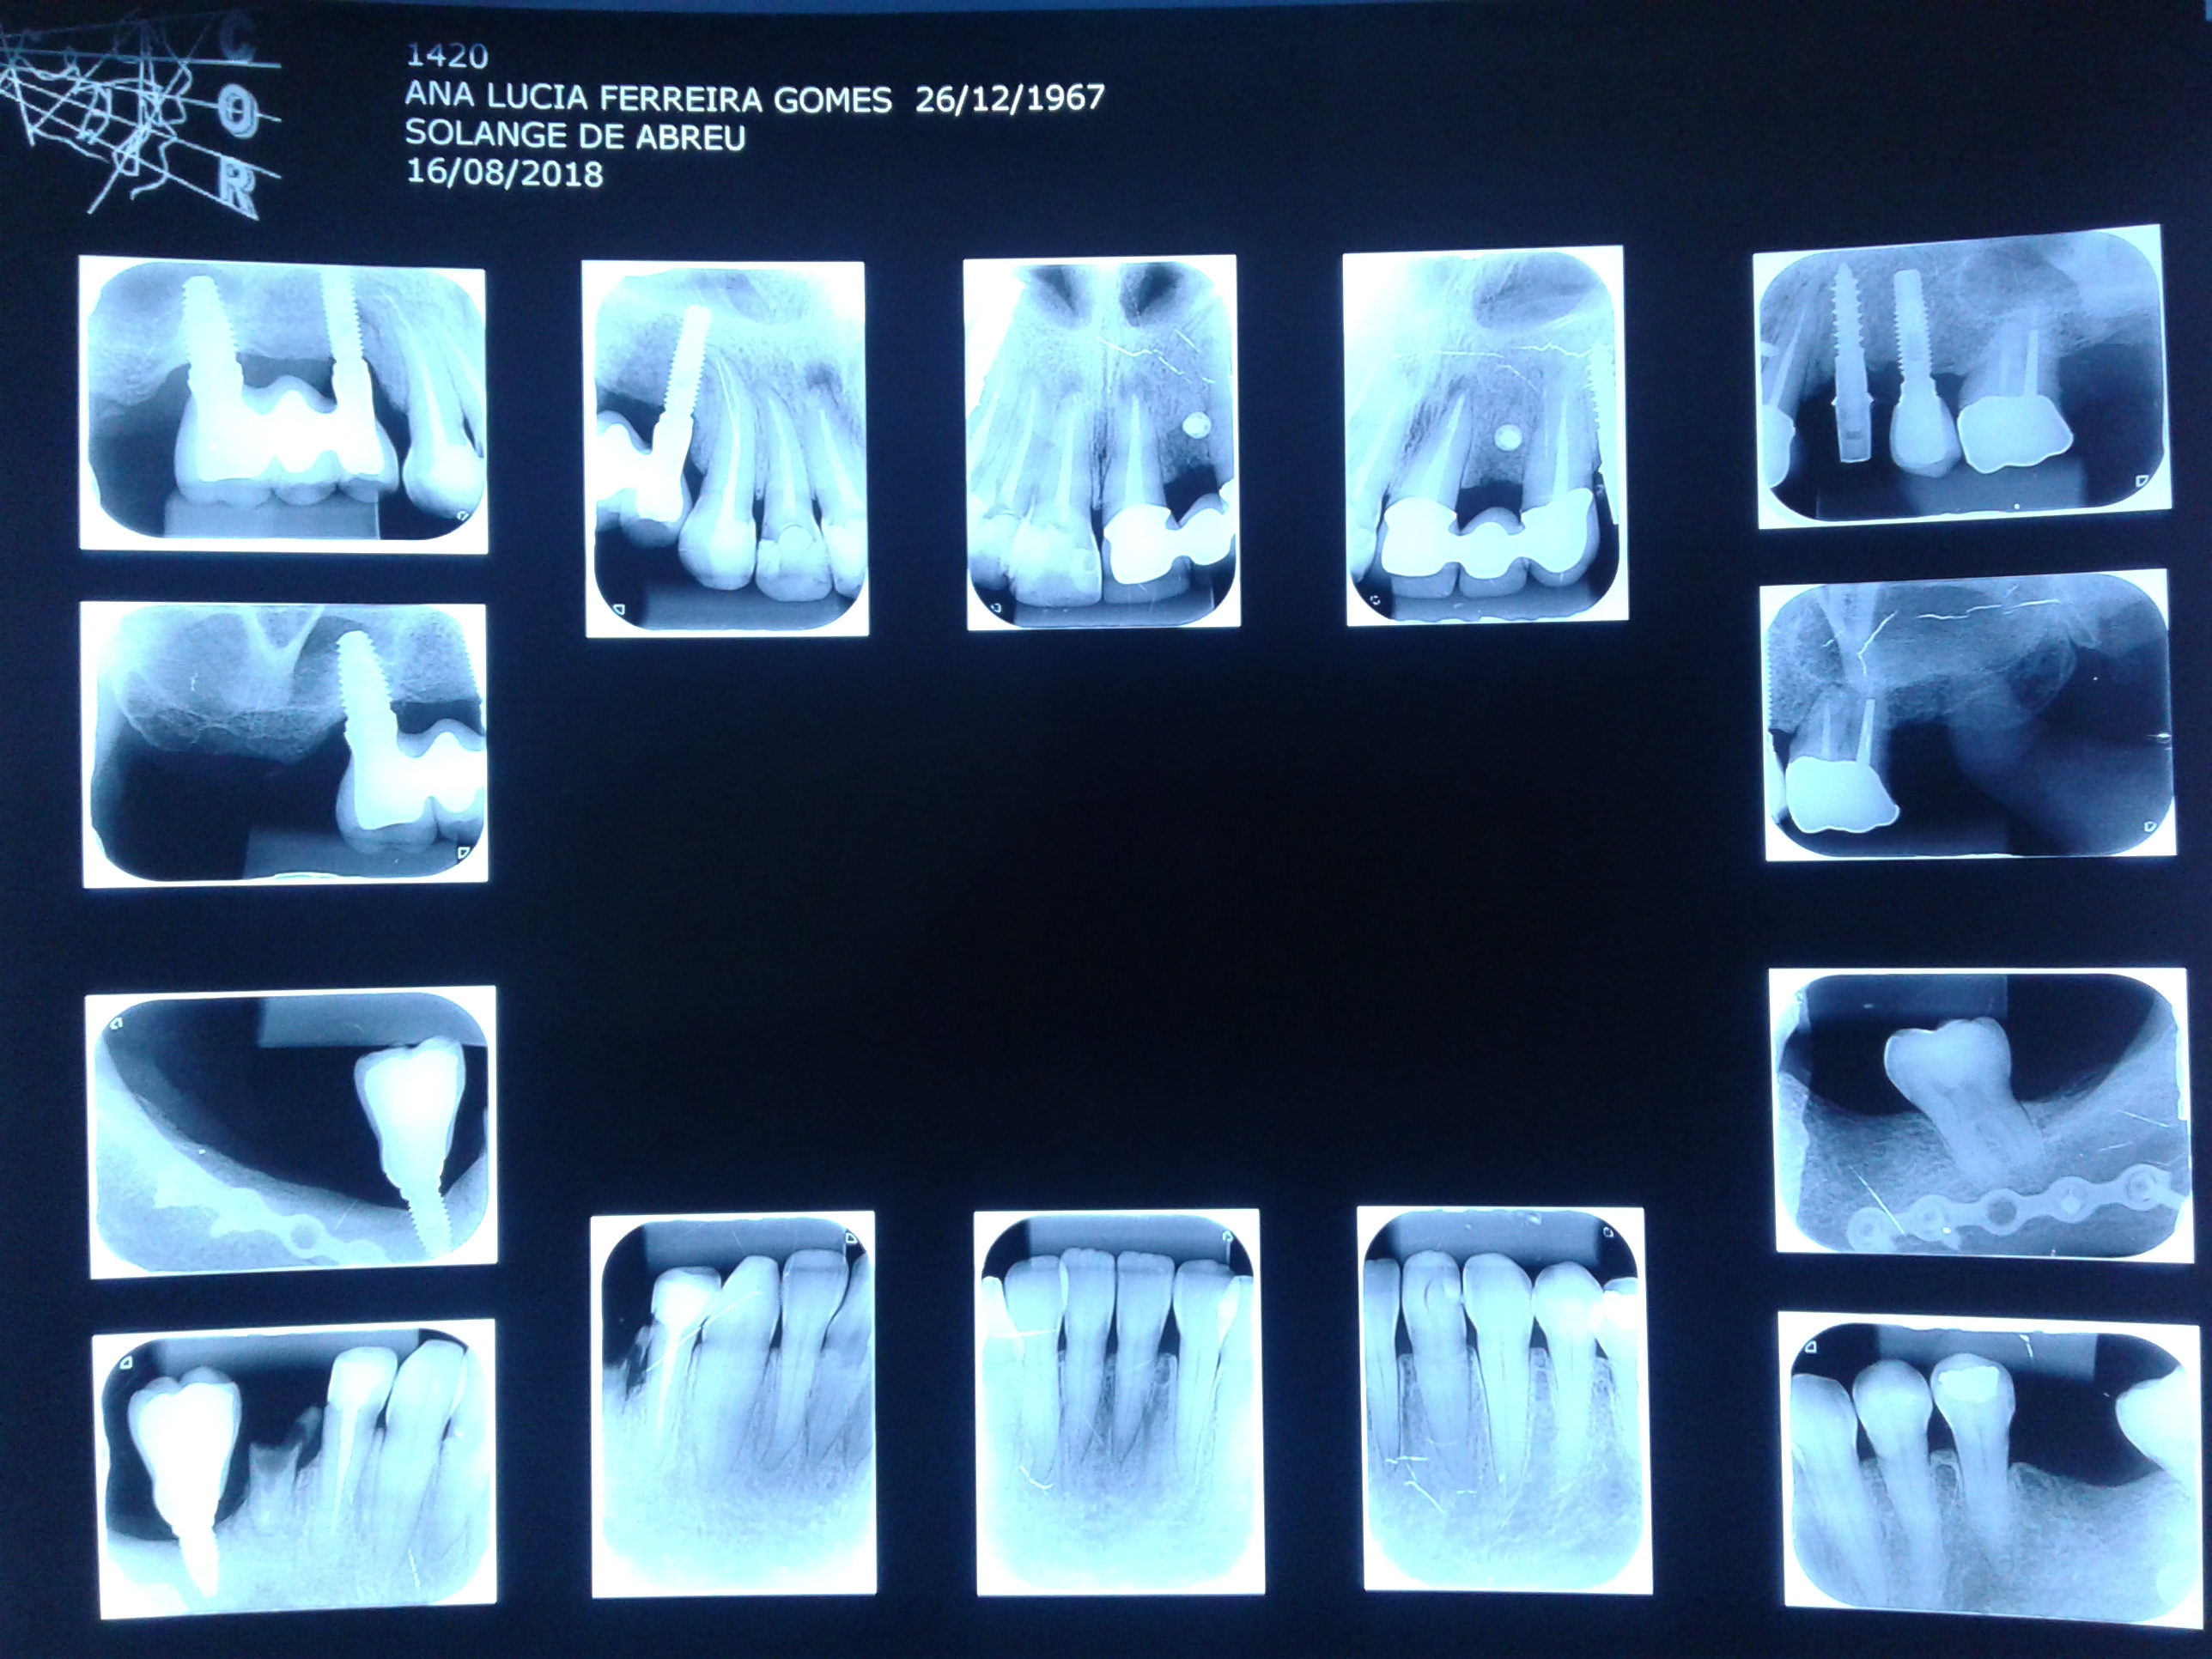 COR
1420
ANA LUCIA FERREIRA GOMES 26/12/1967
SOLANGE DE ABREU
16/08/2018